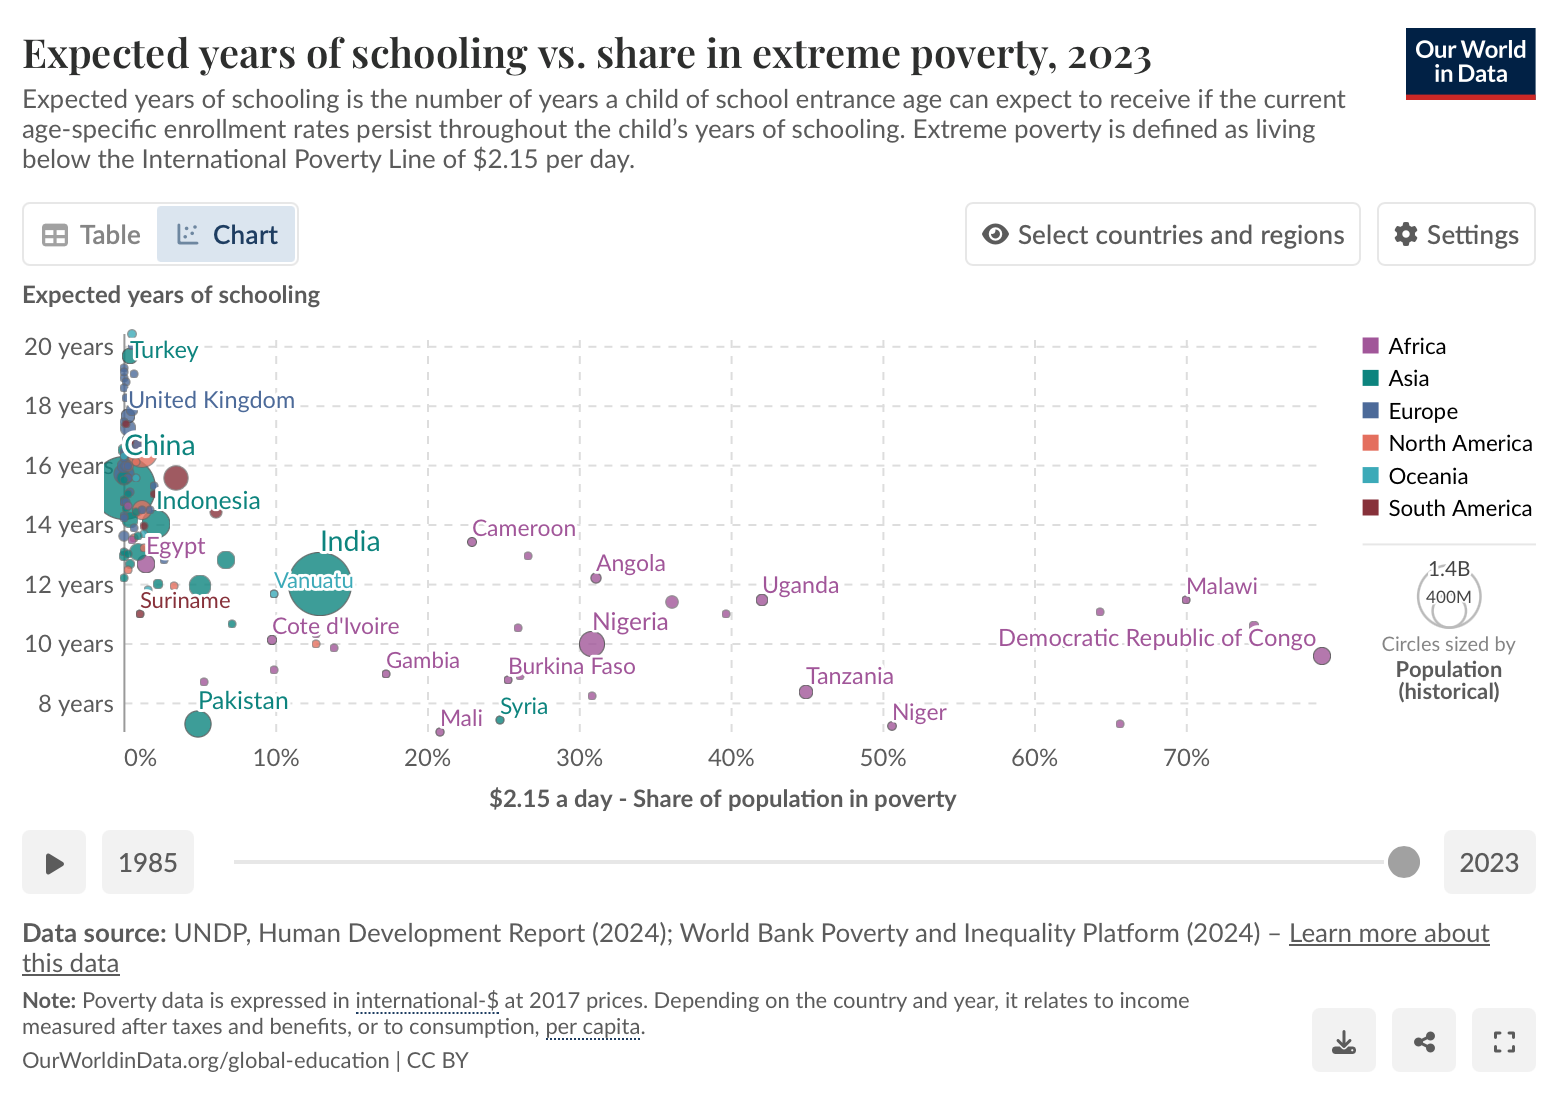 Expected years of schooling vs. share in extreme poverty, 2023
Our World
in Data
Expected years of schooling is the number of years a child of school entrance age can expect to receive if the current
age-specific enrollment rates persist throughout the child’s years of schooling. Extreme poverty is defined as living
below the International Poverty Line of $2.15 per day.
Table
Chart
Select countries and regions
Settings
Expected years of schooling
20 years
18 years
16 years
14 years
12 years
10 years
8 years
Turkey
United Kingdom
China
Indonesia
Cameroon
India
Egypt
Angola
Vanuatu
Uganda
Malawi
Suriname
Nigeria
Cote d'Ivoire
Democratic Republic of Congo
Gambia
Burkina Faso
Tanzania
Pakistan
Syria
Niger
Mali
0%
10%
20%
30%
40%
50%
60%
70%
$2.15 a day - Share of population in poverty
Africa
Asia
Europe
North America
Oceania
South America
1.4B
400M
Circles sized by
Population
(historical)
1985
2023
Data source: UNDP, Human Development Report (2024); World Bank Poverty and Inequality Platform (2024) – Learn more about
this data
Note: Poverty data is expressed in international-$ at 2017 prices. Depending on the country and year, it relates to income
measured after taxes and benefits, or to consumption, per capita.
OurWorldinData.org/global-education | CC BY